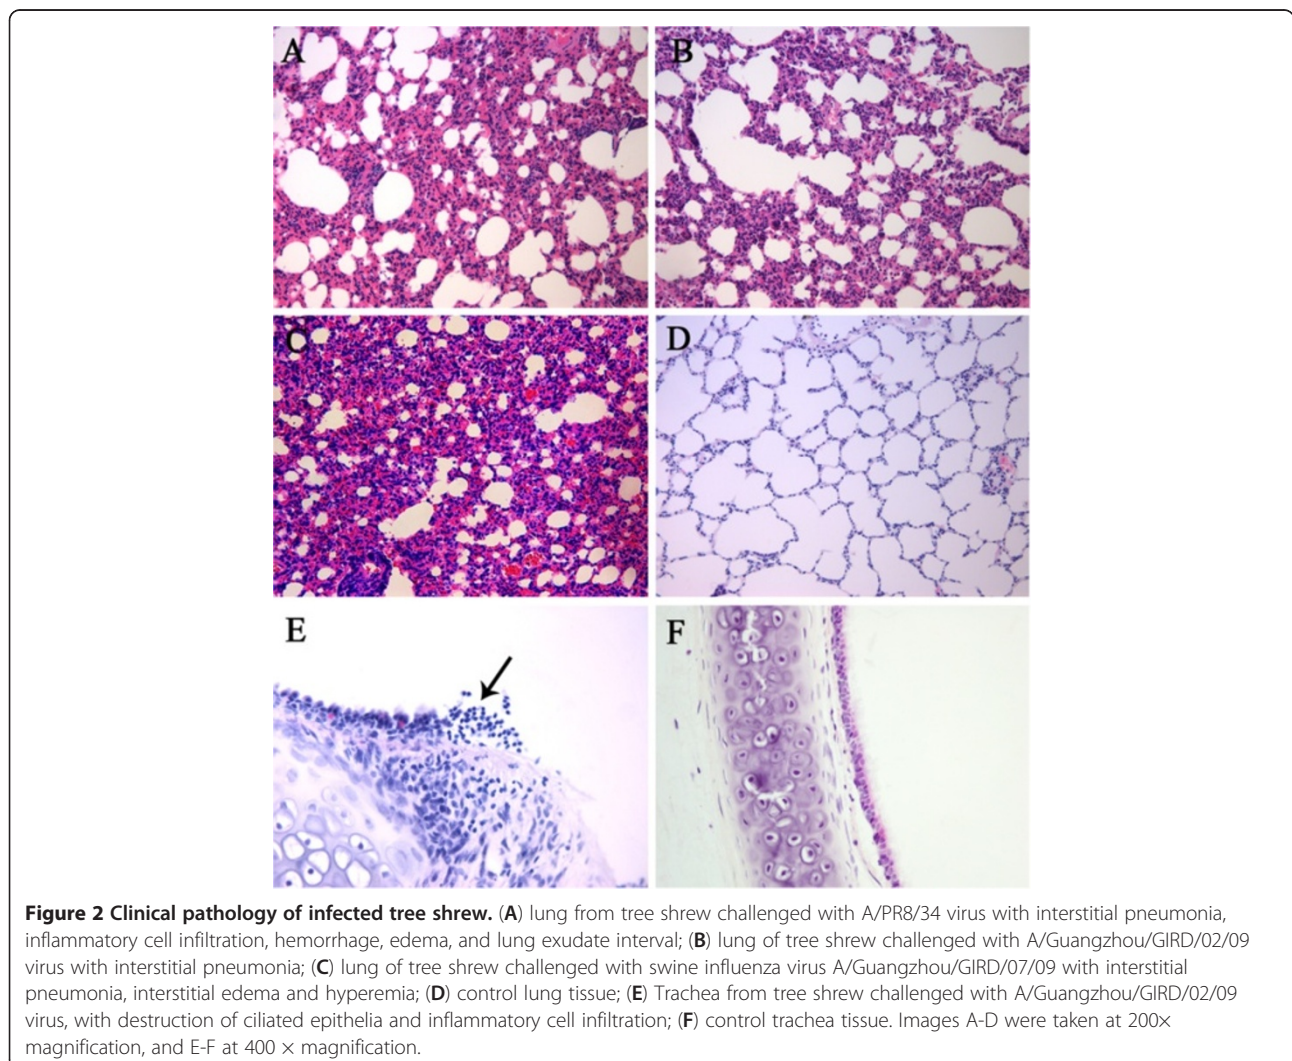 A
B
C
D
E
F
Figure 2 Clinical pathology of infected tree shrew. (A) lung from tree shrew challenged with A/PR8/34 virus with interstitial pneumonia,
inflammatory cell infiltration, hemorrhage, edema, and lung exudate interval; (B) lung of tree shrew challenged with A/Guangzhou/GIRD/02/09
virus with interstitial pneumonia; (C) lung of tree shrew challenged with swine influenza virus A/Guangzhou/GIRD/07/09 with interstitial
pneumonia, interstitial edema and hyperemia; (D) control lung tissue; (E) Trachea from tree shrew challenged with A/Guangzhou/GIRD/02/09
virus, with destruction of ciliated epithelia and inflammatory cell infiltration; (F) control trachea tissue. Images A-D were taken at 200×
magnification, and E-F at 400 × magnification.